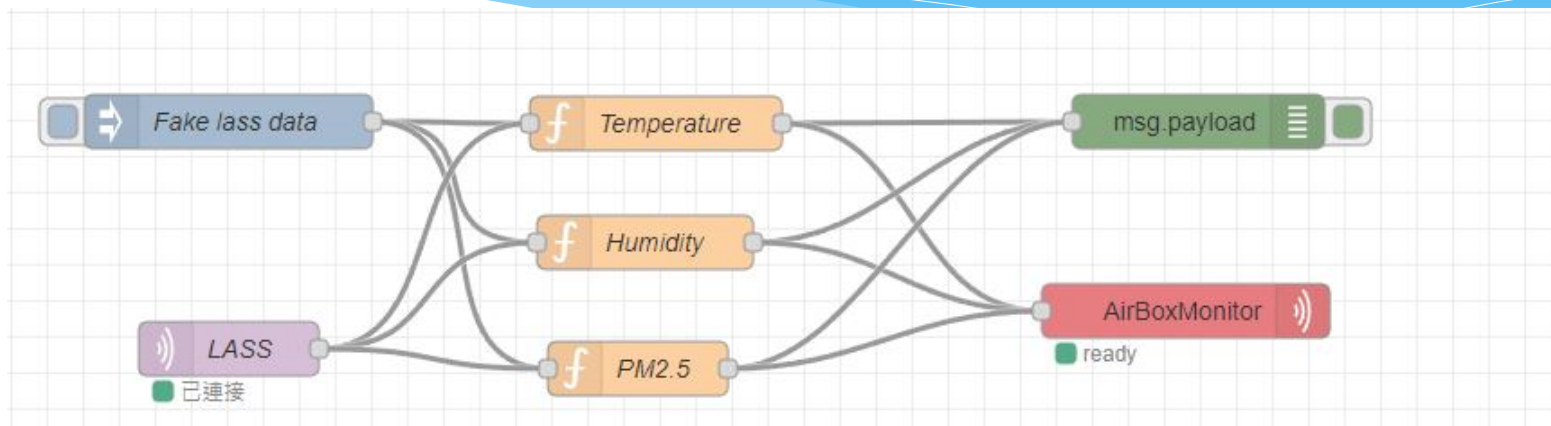 Fake lass data
Temperature
msg.payload
Humidity
AirBoxMonitor
ready
LASS
已連接
PM2.5